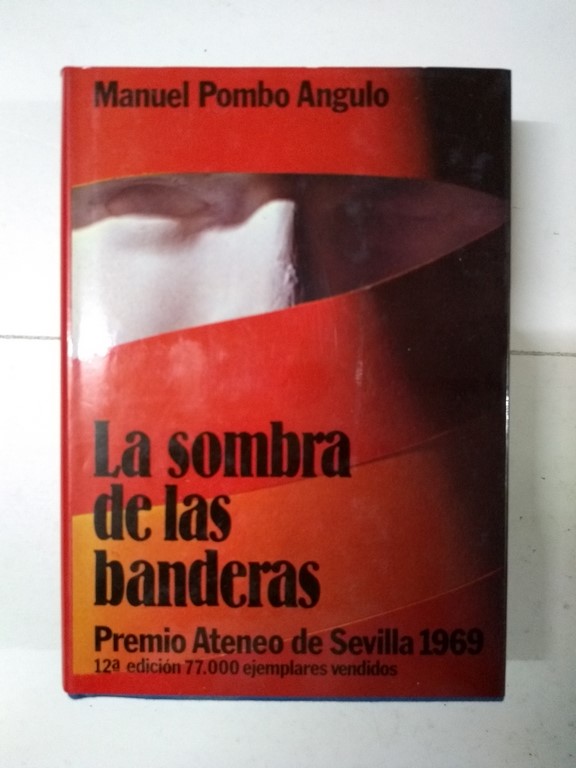 Manuel Pombo Angulo
La sombra
de las
banderas
Premio Ateneo de Sevilla 1969
12ª edición 77.000 ejemplares vendidos